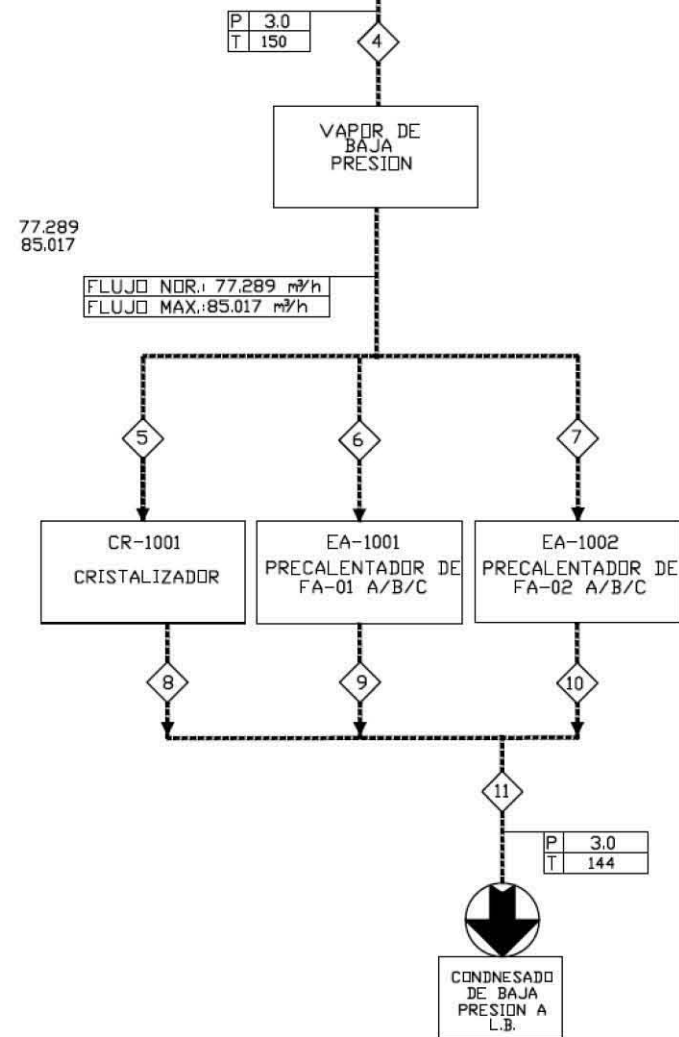 P 3.0
T 150
4
VAPOR DE
BAJA
PRESION
77.289
85.017
FLUJO NOR.: 77.289 m³/h
FLUJO MAX.:85.017 m³/h
5
6
7
CR-1001
CRISTALIZADOR
EA-1001
PRECALENTADOR DE
FA-01 A/B/C
EA-1002
PRECALENTADOR DE
FA-02 A/B/C
8
9
10
11
P 3.0
T 144
CONDNESADO
DE BAJA
PRESION A
L.B.